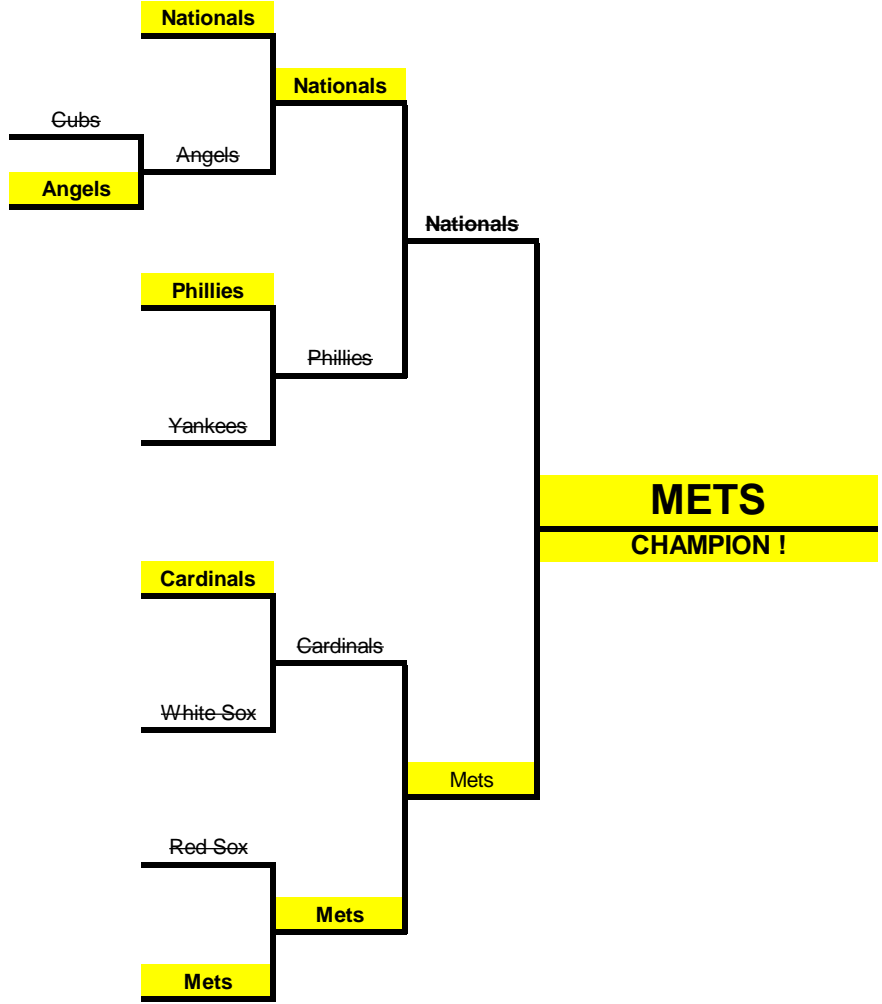 Nationals
Nationals
Cubs
Angels
Angels
Nationals
Phillies
Phillies
Yankees
METS
CHAMPION !
Cardinals
Cardinals
White Sox
Mets
Red Sox
Mets
Mets